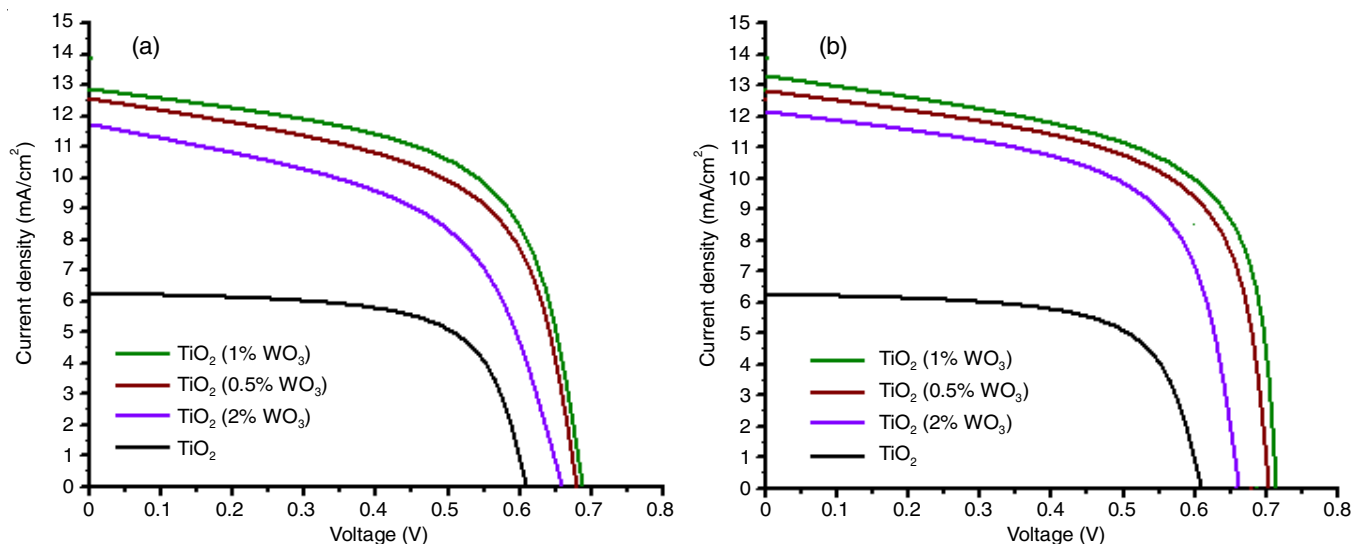 (a)
15
14
13
12
11
10
9
8
7
6
5
4
3
2
1
0
Current density (mA/cm²)
TiO₂ (1% WO₃)
TiO₂ (0.5% WO₃)
TiO₂ (2% WO₃)
TiO₂
0 0.1 0.2 0.3 0.4 0.5 0.6 0.7 0.8
Voltage (V)
(b)
15
14
13
12
11
10
9
8
7
6
5
4
3
2
1
0
Current density (mA/cm²)
TiO₂ (1% WO₃)
TiO₂ (0.5% WO₃)
TiO₂ (2% WO₃)
TiO₂
0 0.1 0.2 0.3 0.4 0.5 0.6 0.7 0.8
Voltage (V)